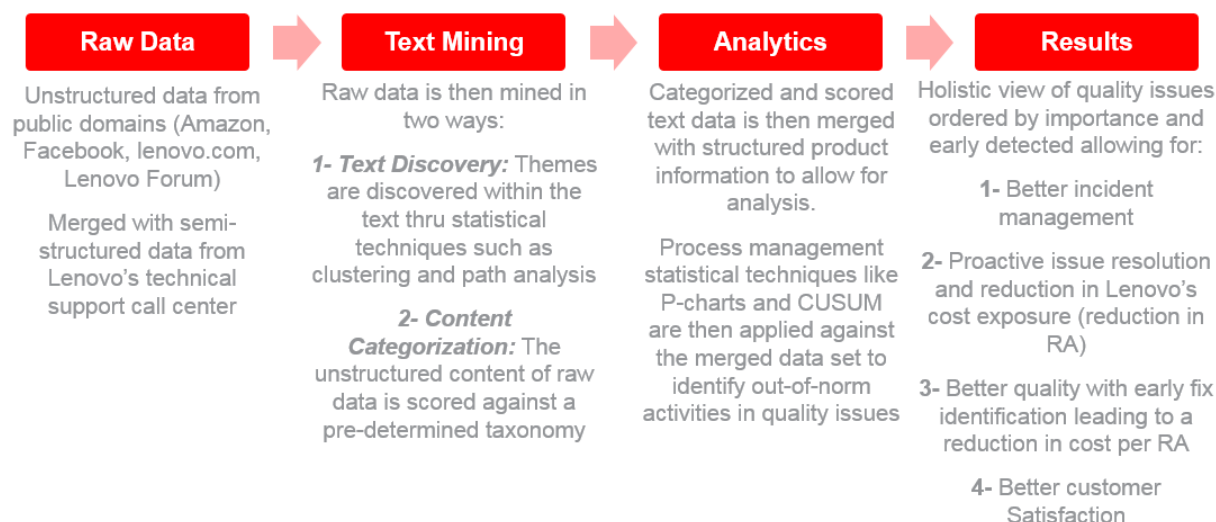 Raw Data
Unstructured data from
public domains (Amazon,
Facebook, lenovo.com,
Lenovo Forum)
Merged with semi-
structured data from
Lenovo's technical
support call center
Text Mining
Raw data is then mined in
two ways:
1- Text Discovery: Themes
are discovered within the
text thru statistical
techniques such as
clustering and path analysis
2- Content
Categorization: The
unstructured content of raw
data is scored against a
pre-determined taxonomy
Analytics
Categorized and scored
text data is then merged
with structured product
information to allow for
analysis.
Process management
statistical techniques like
P-charts and CUSUM
are then applied against
the merged data set to
identify out-of-norm
activities in quality issues
Results
Holistic view of quality issues
ordered by importance and
early detected allowing for:
1- Better incident
management
2- Proactive issue resolution
and reduction in Lenovo's
cost exposure (reduction in
RA)
3- Better quality with early fix
identification leading to a
reduction in cost per RA
4- Better customer
Satisfaction